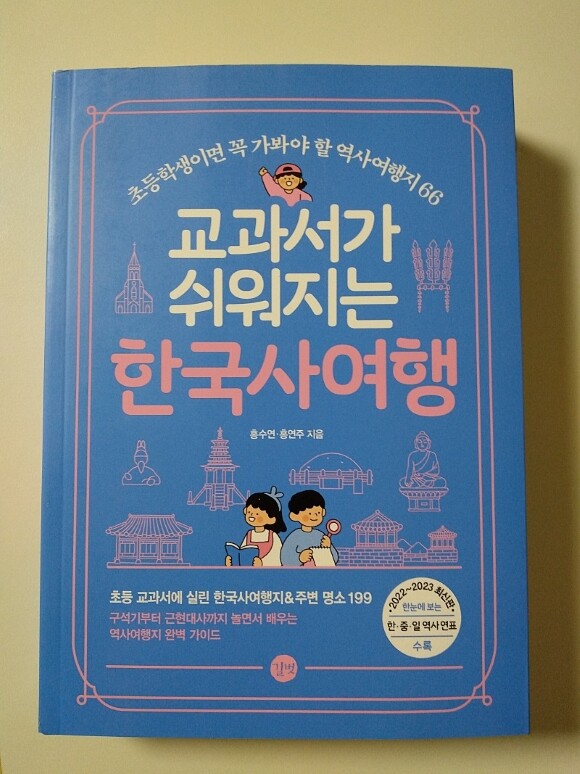 초등학생이면 꼭 가봐야 할 역사여행지 66
교과서가
쉬워지는
한국사여행
홍수연·홍연주 지음
초등 교과서에 실린 한국사여행지&주변 명소 199
구석기부터 근현대사까지 놀면서 배우는
역사여행지 완벽 가이드
•2022~2023 최신판•
한눈에 보는
한·중·일 역사 연표
수록
길벗